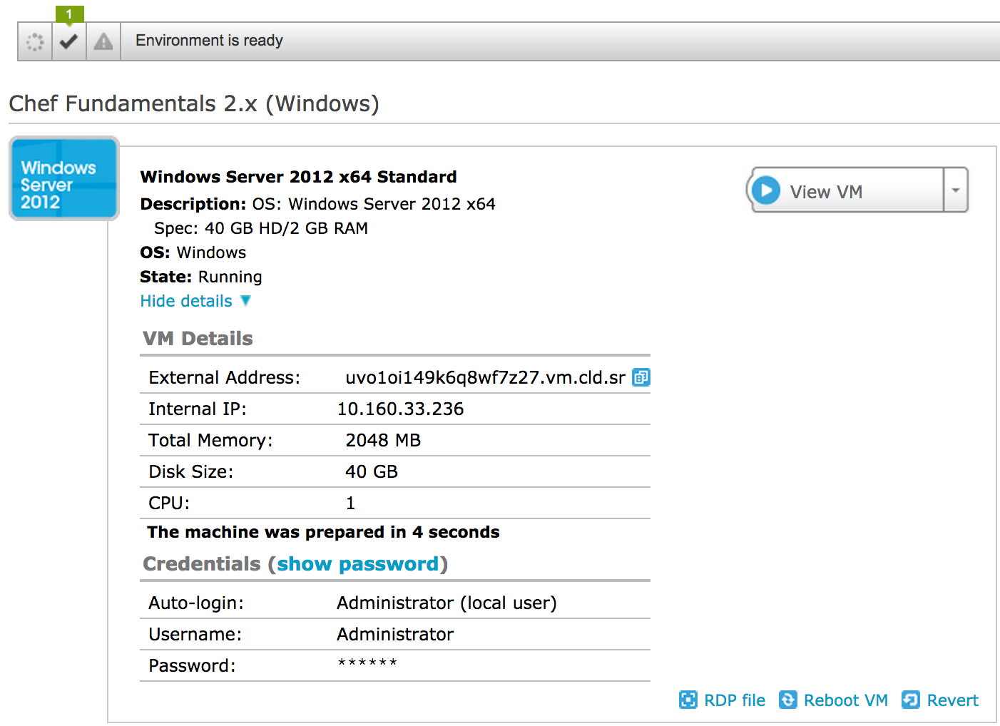 1
Environment is ready
Chef Fundamentals 2.x (Windows)
Windows
Server
2012
Windows Server 2012 x64 Standard
View VM
Description: OS: Windows Server 2012 x64
Spec: 40 GB HD/2 GB RAM
OS: Windows
State: Running
Hide details ▼
VM Details
External Address: uvo1oi149k6q8wf7z27.vm.cld.sr
Internal IP: 10.160.33.236
Total Memory: 2048 MB
Disk Size: 40 GB
CPU: 1
The machine was prepared in 4 seconds
Credentials (show password)
Auto-login: Administrator (local user)
Username: Administrator
Password: ******
RDP file Reboot VM Revert